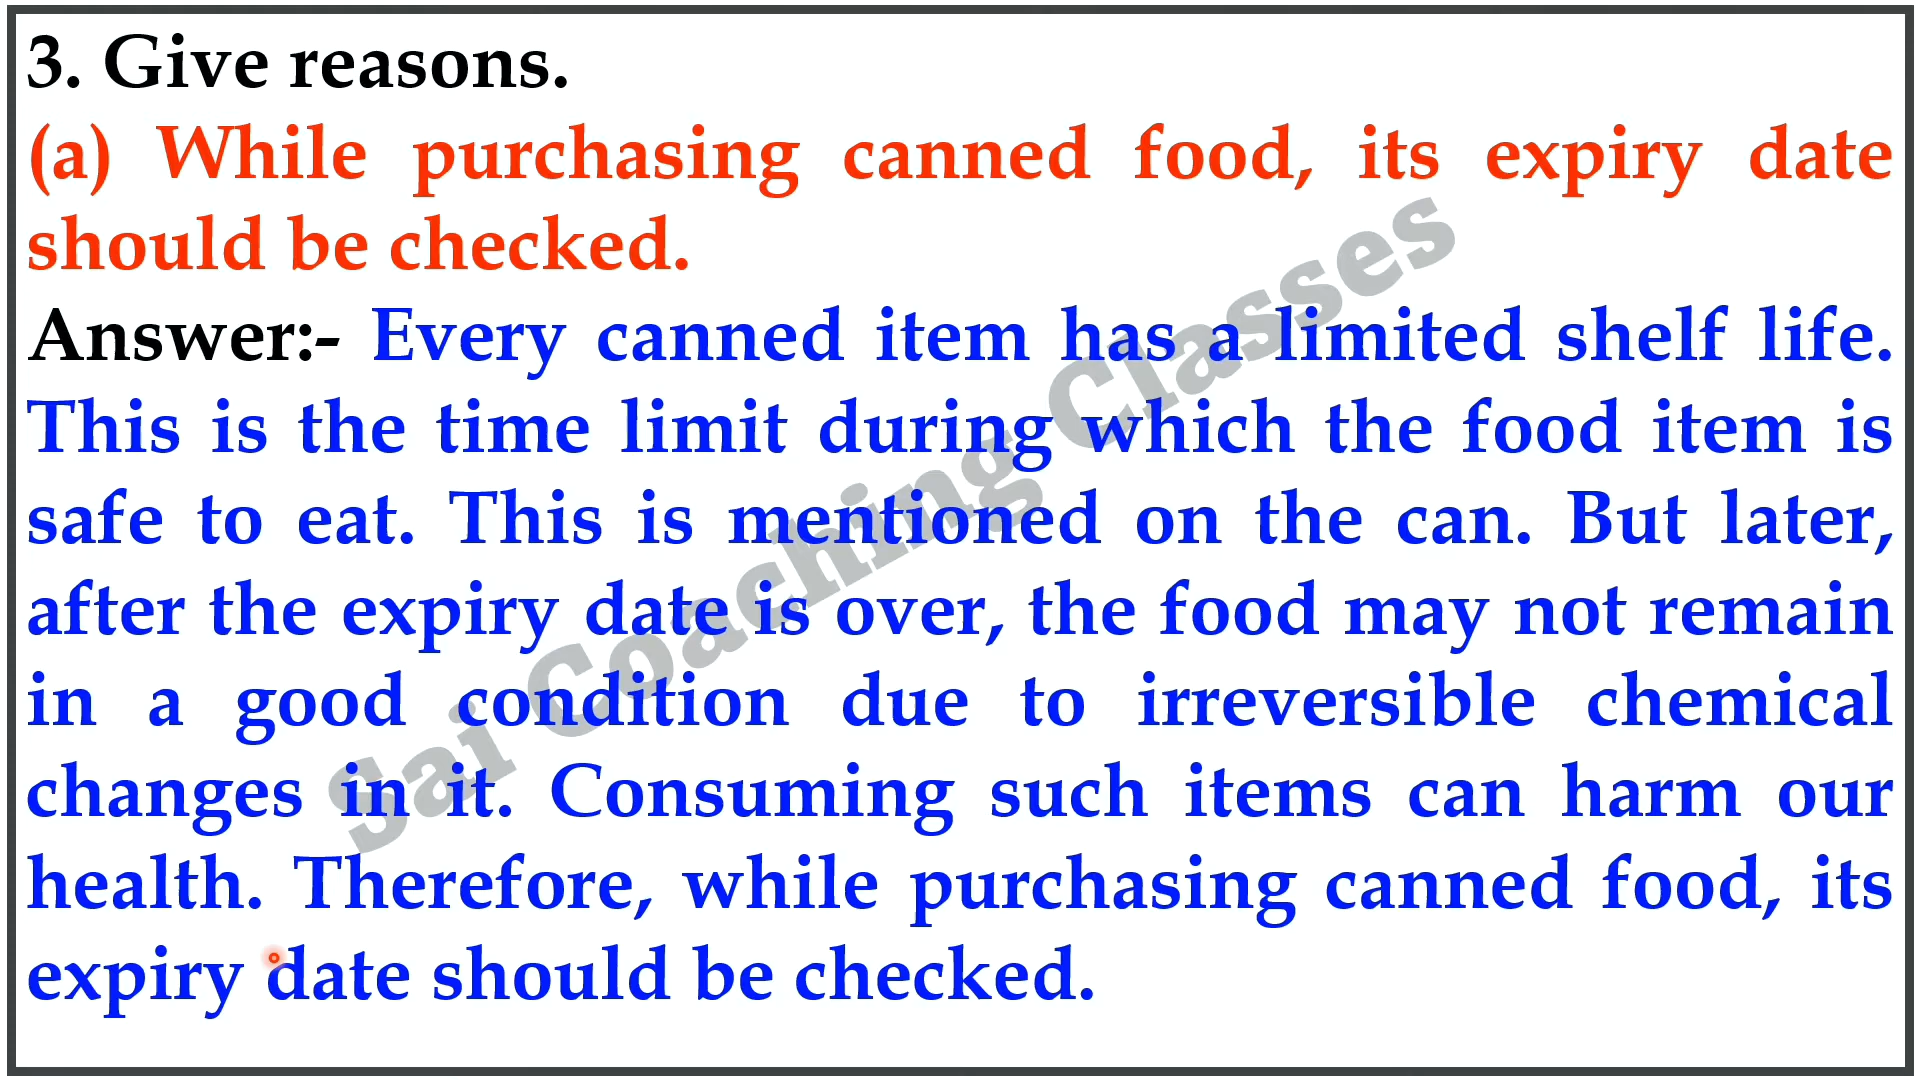 3. Give reasons.
(a) While purchasing canned food, its expiry date
should be checked.
Answer:- Every canned item has a limited shelf life.
This is the time limit during which the food item is
safe to eat. This is mentioned on the can. But later,
after the expiry date is over, the food may not remain
in a good condition due to irreversible chemical
changes in it. Consuming such items can harm our
health. Therefore, while purchasing canned food, its
expiry date should be checked.
Sai Coaching Classes